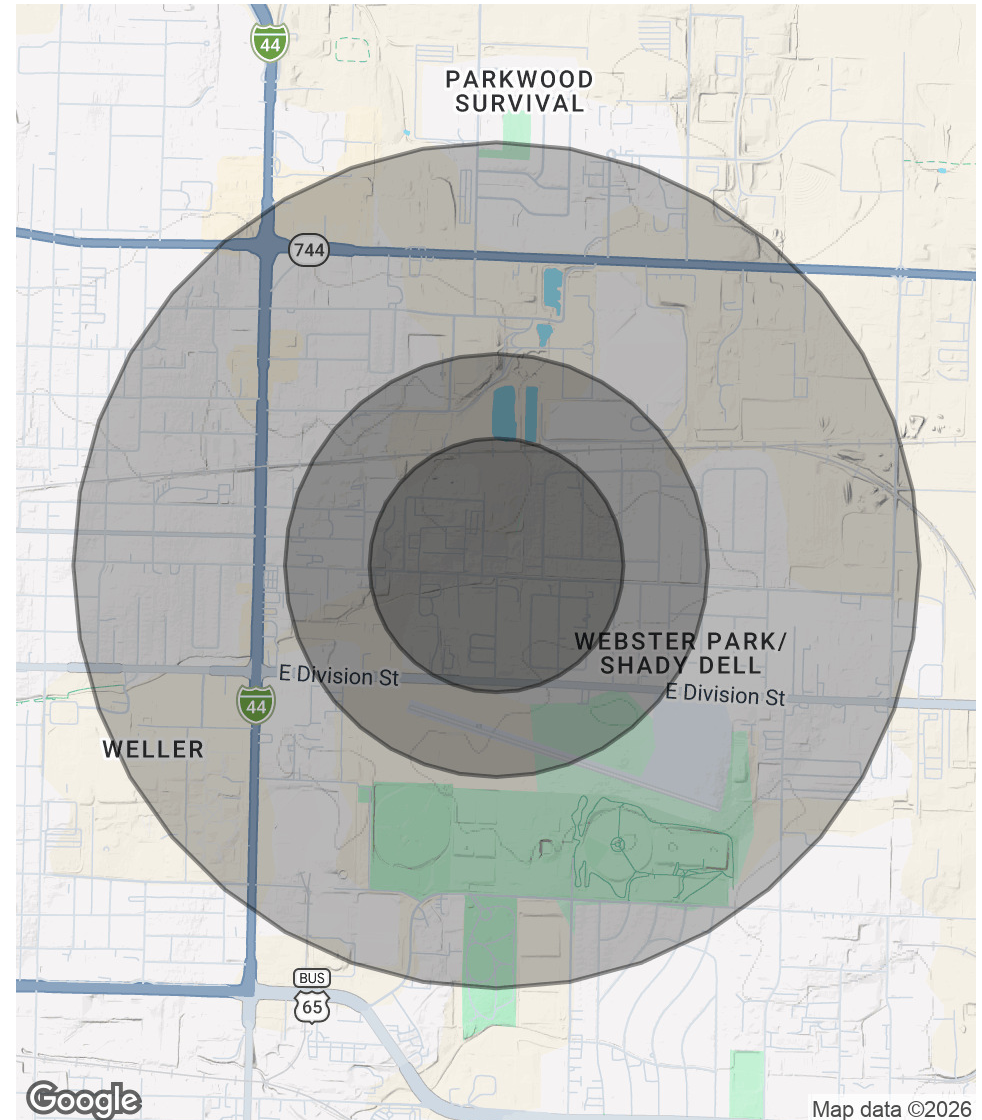 44
PARKWOOD
SURVIVAL
744
WEBSTER PARK/
SHADY DELL
E Division St
E Division St
44
WELLER
BUS
65
Google
Map data ©2026